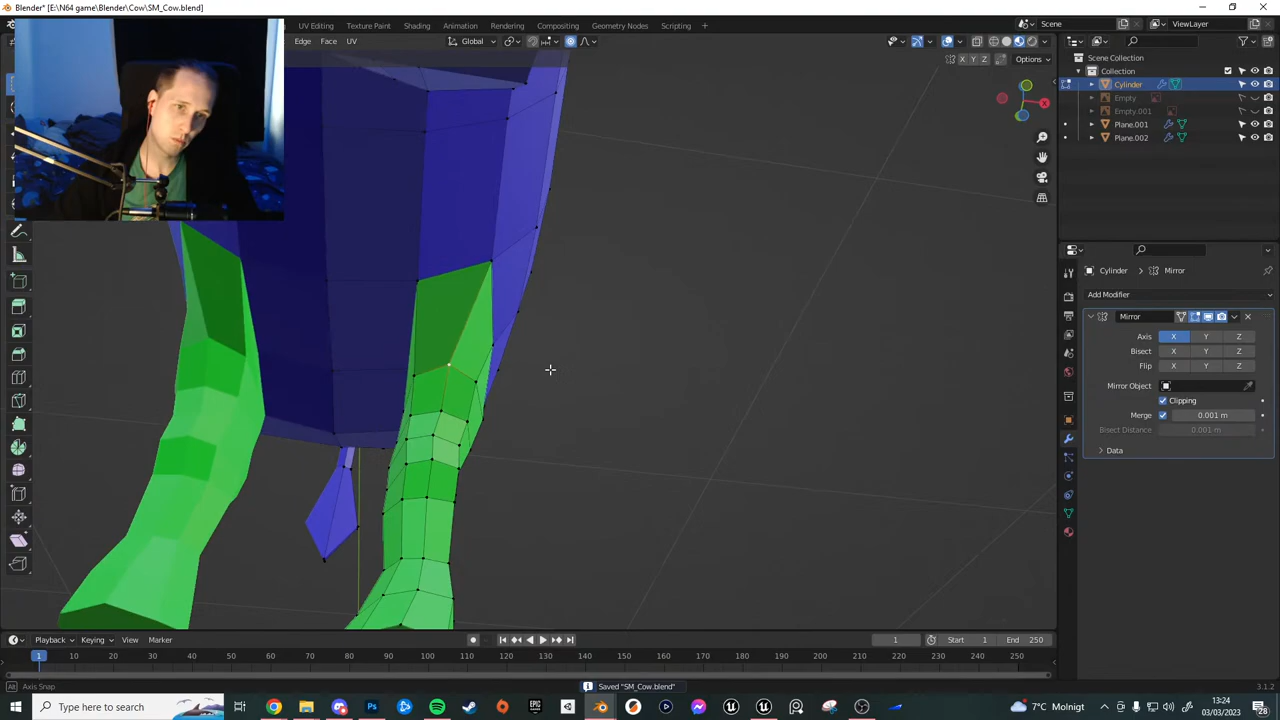 Blender* [E:\N64 game\Blender\Cow\SM_Cow.blend]
UV Editing Texture Paint Shading Animation Rendering Compositing Geometry Nodes Scripting Scene ViewLayer
Edge Face UV Global
X Y Z Options
Scene Collection
Collection
Cylinder
Empty
Empty.001
Plane.001
Plane.002
Cylinder Mirror
Add Modifier
Mirror
Axis X Y Z
Bisect X Y Z
Flip X Y Z
Mirror Object
Clipping
Merge 0.001 m
Bisect Distance 0.001 m
Data
Playback Keying View Marker 1 Start 1 End 250
1 10 20 30 40 50 60 70 80 90 100 110 120 130 140 150 160 170 180 190 200 210 220 230 240 250
Axis Snap Saved "SM_Cow.blend" 3.1.2
Type here to search 7°C Molnigt 13:24
03/03/2023